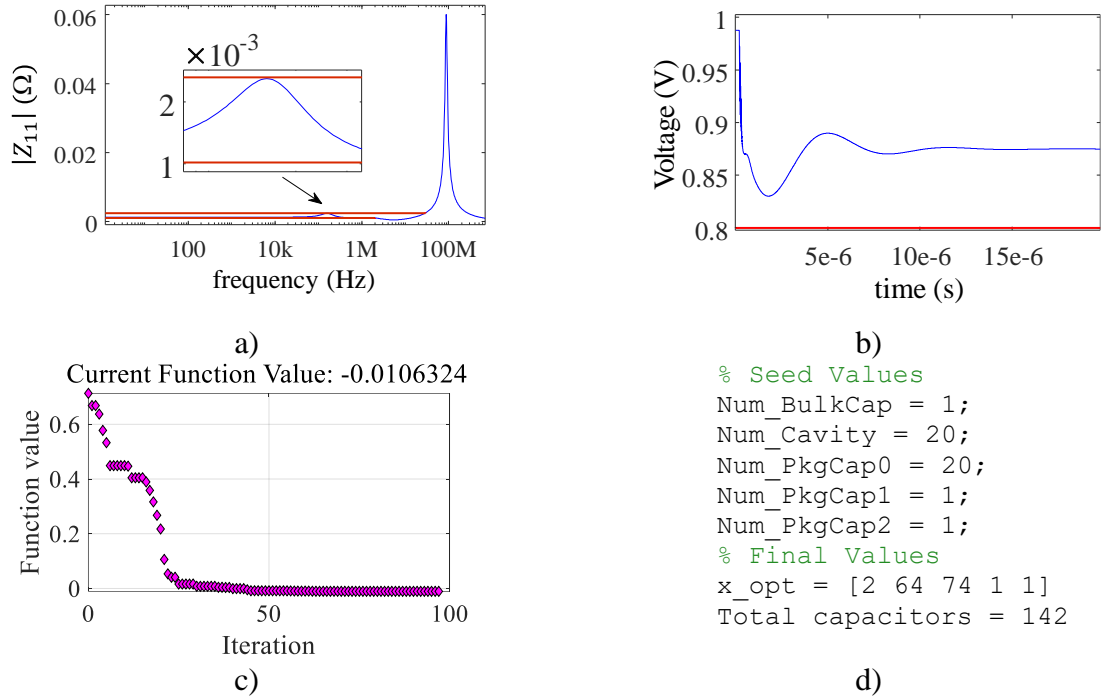 0.06
0.04
0.02
0
|Z₁₁| (Ω)
×10⁻³
2
1
100
10k
1M
100M
frequency (Hz)
a)
1
0.95
0.9
0.85
0.8
Voltage (V)
5e-6
10e-6
15e-6
time (s)
b)
Current Function Value: -0.0106324
0.6
0.4
0.2
0
Function value
0
50
100
Iteration
c)
% Seed Values
Num_BulkCap = 1;
Num_Cavity = 20;
Num_PkgCap0 = 20;
Num_PkgCap1 = 1;
Num_PkgCap2 = 1;
% Final Values
x_opt = [2 64 74 1 1]
Total capacitors = 142
d)